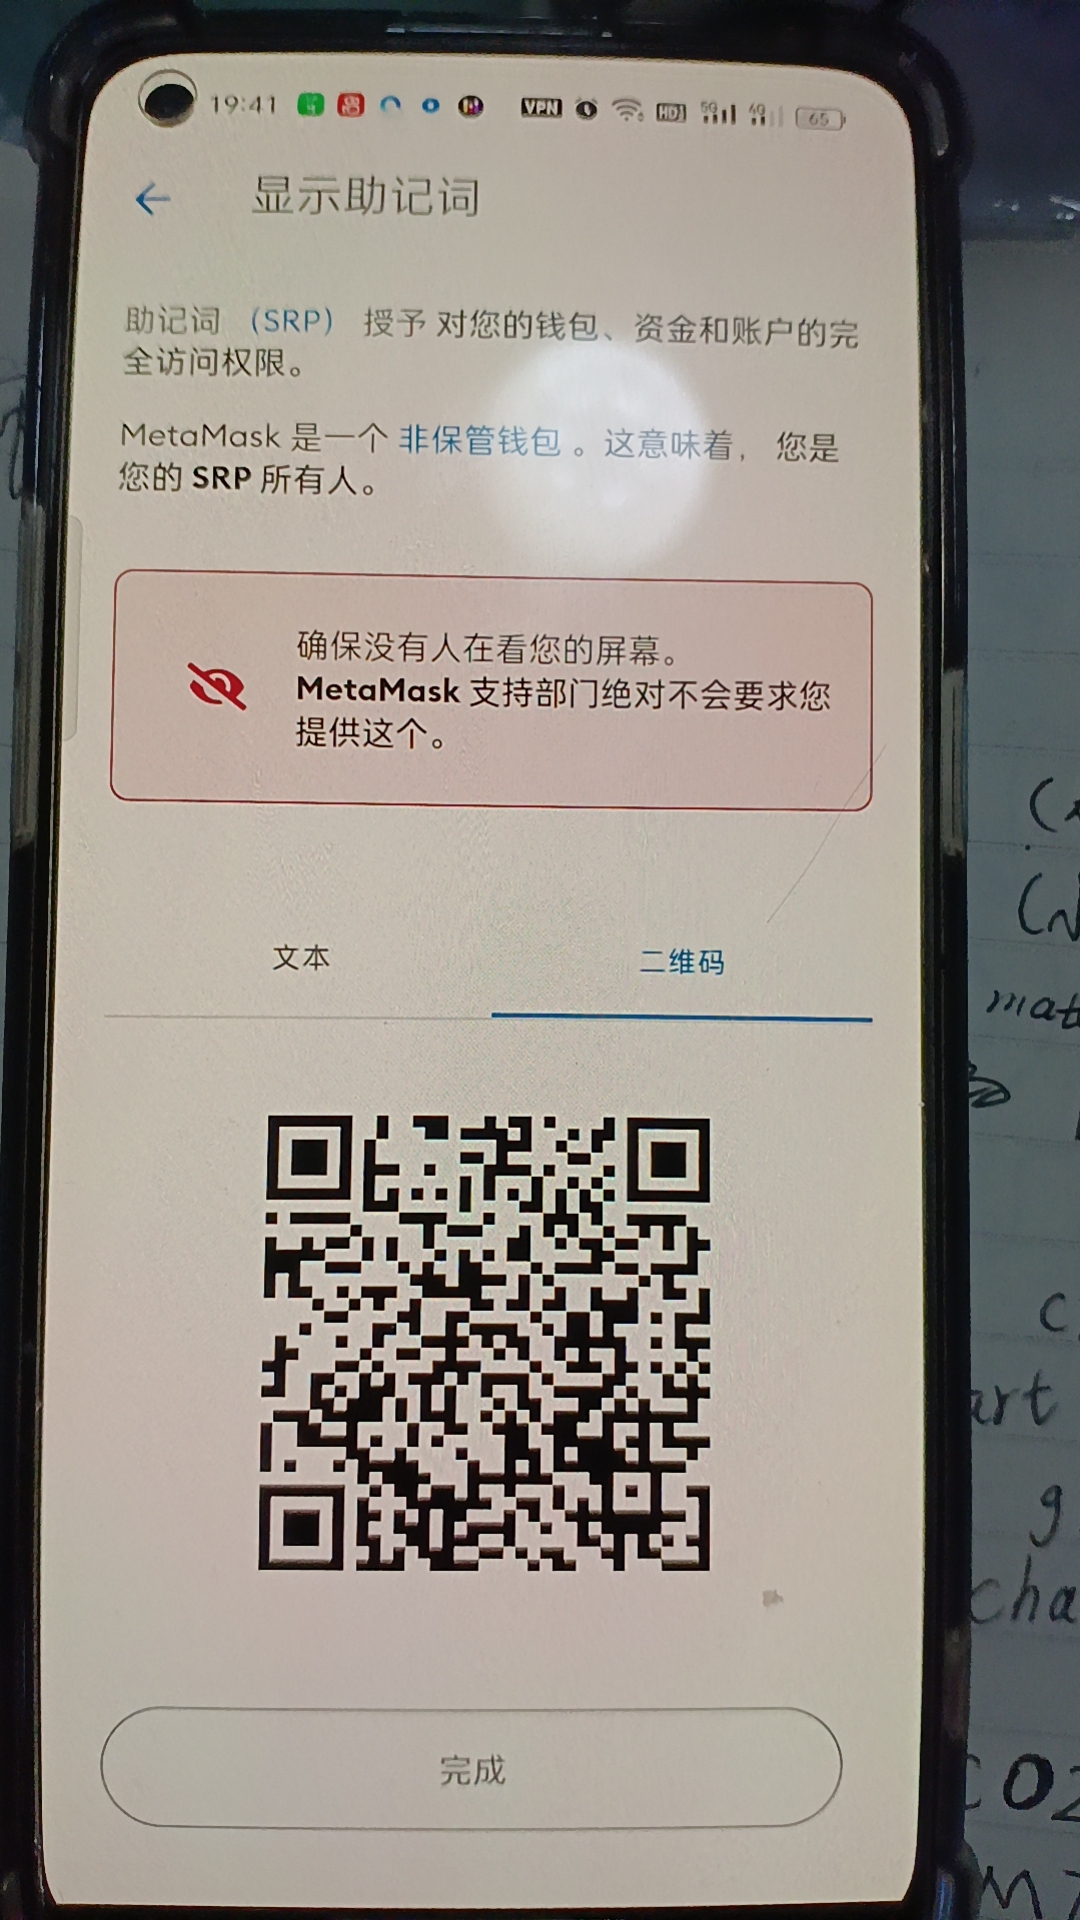 19:41 VPN HD 5G 4G 65
显示助记词
助记词 （SRP） 授予 对您的钱包、资金和账户的完
全访问权限。
MetaMask 是一个 非保管钱包 。这意味着， 您是
您的 SRP 所有人。
确保没有人在看您的屏幕。
MetaMask 支持部门绝对不会要求您
提供这个。
文本 二维码
完成
mat
art
g
cha